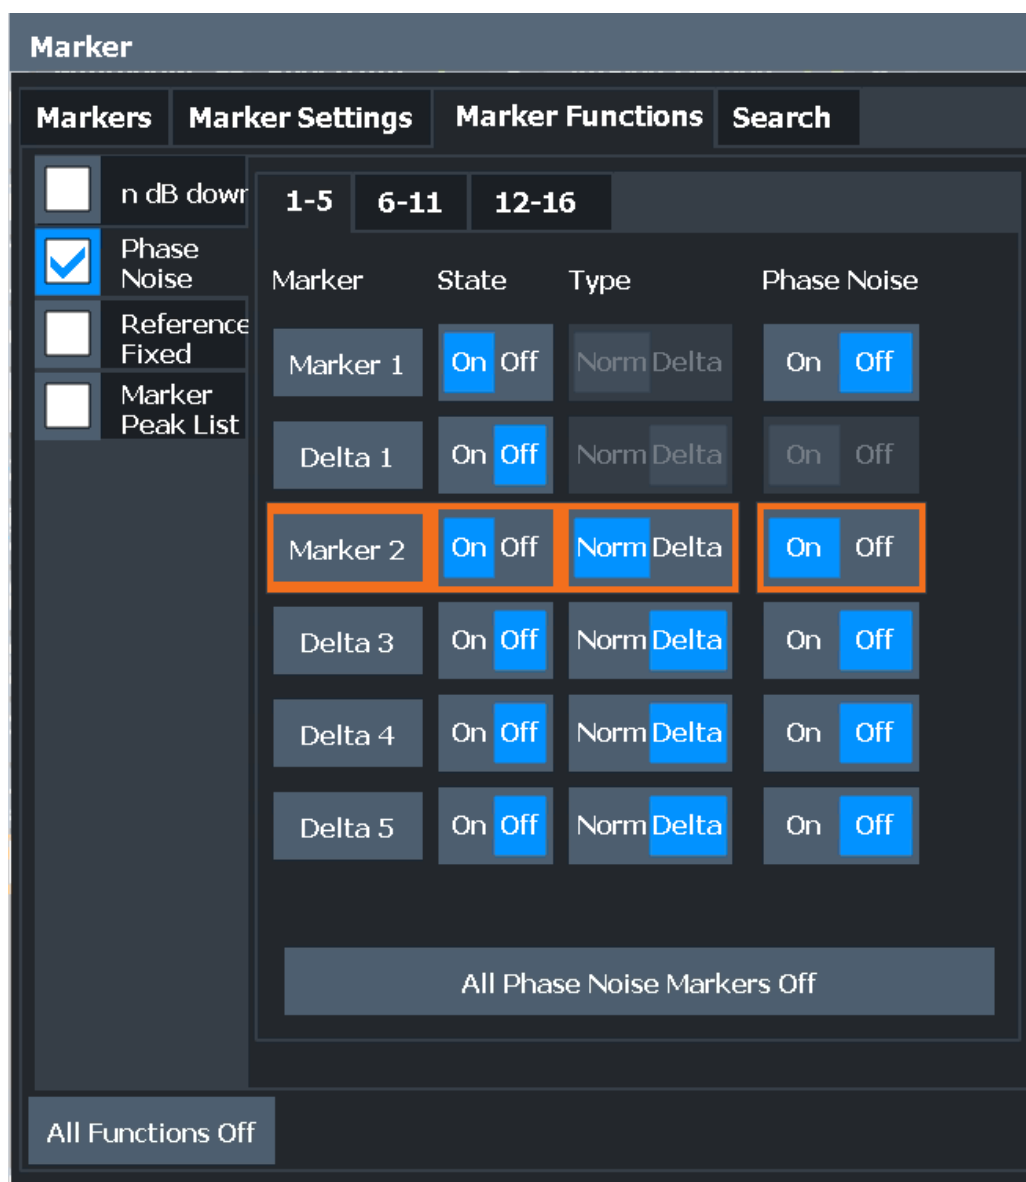 Marker
Markers Marker Settings Marker Functions Search
n dB down
Phase
Noise
Reference
Fixed
Marker
Peak List
1-5 6-11 12-16
Marker State Type Phase Noise
Marker 1 On Off Norm Delta On Off
Delta 1 On Off Norm Delta On Off
Marker 2 On Off Norm Delta On Off
Delta 3 On Off Norm Delta On Off
Delta 4 On Off Norm Delta On Off
Delta 5 On Off Norm Delta On Off
All Phase Noise Markers Off
All Functions Off